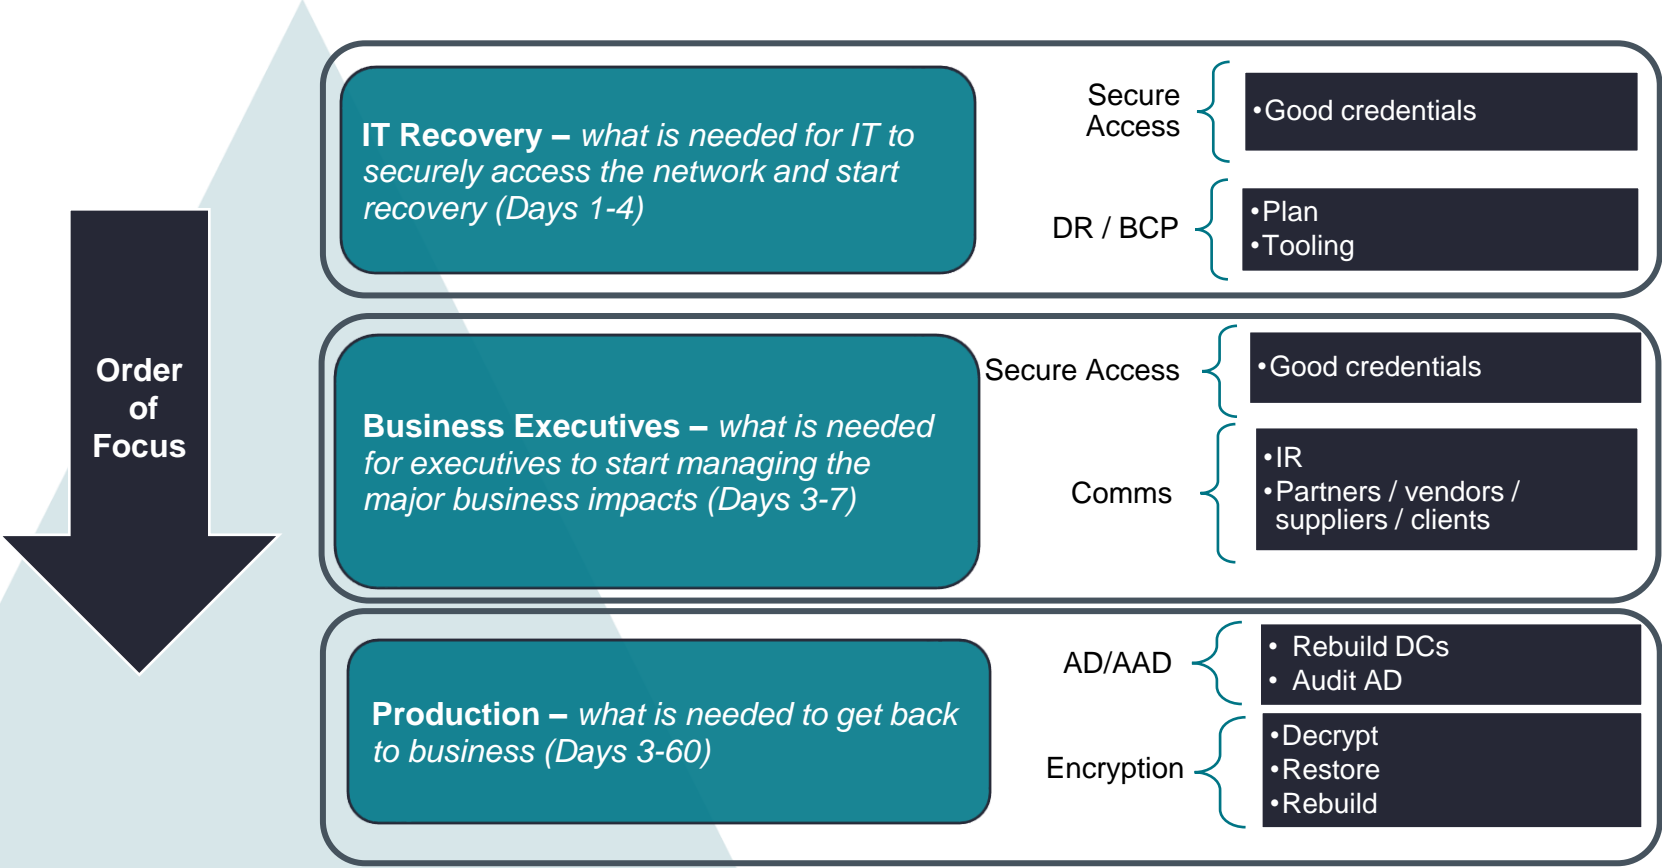 Order
of
Focus
IT Recovery – what is needed for IT to
securely access the network and start
recovery (Days 1-4)
Secure
Access
•Good credentials
DR / BCP
•Plan
•Tooling
Business Executives – what is needed
for executives to start managing the
major business impacts (Days 3-7)
Secure Access
•Good credentials
Comms
•IR
•Partners / vendors /
suppliers / clients
Production – what is needed to get back
to business (Days 3-60)
AD/AAD
• Rebuild DCs
• Audit AD
Encryption
•Decrypt
•Restore
•Rebuild